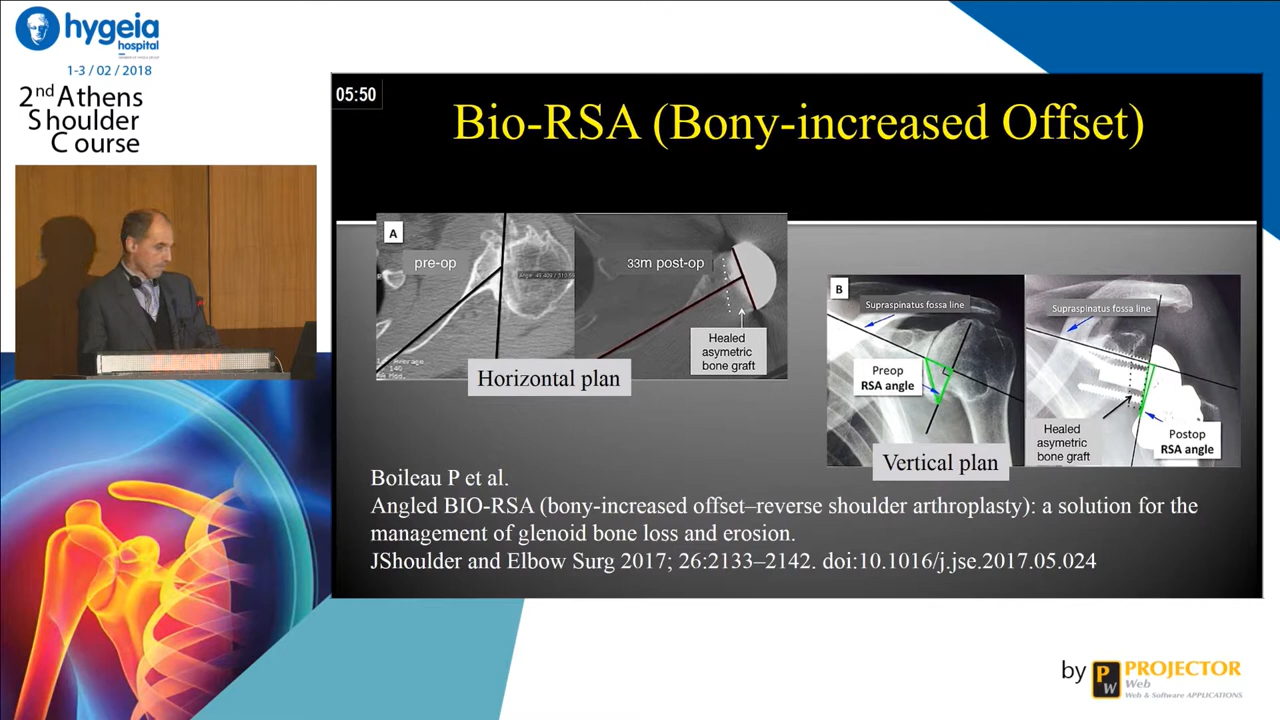 hygeia
hospital
1-3 / 02 / 2018
2nd Athens
Shoulder
Course
05:50
Bio-RSA (Bony-increased Offset)
A
pre-op
33m post-op
Healed
asymetric
bone graft
Horizontal plan
B
Supraspinatus fossa line
Preop
RSA angle
Supraspinatus fossa line
Healed
asymetric
bone graft
Postop
RSA angle
Vertical plan
Boileau P et al.
Angled BIO-RSA (bony-increased offset–reverse shoulder arthroplasty): a solution for the
management of glenoid bone loss and erosion.
JShoulder and Elbow Surg 2017; 26:2133–2142. doi:10.1016/j.jse.2017.05.024
by PW PROJECTOR
Web
Web & Software APPLICATIONS